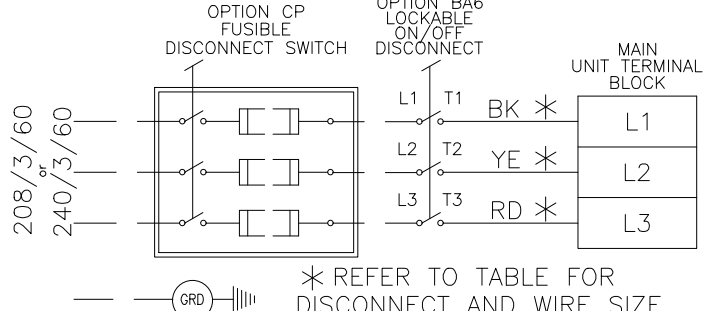 OPTION CP
FUSIBLE
DISCONNECT SWITCH
OPTION BA6
LOCKABLE
ON/OFF
DISCONNECT
MAIN
UNIT TERMINAL
BLOCK
208/3/60
or
240/3/60
L1 T1 BK * L1
L2 T2 YE * L2
L3 T3 RD * L3
GRD
* REFER TO TABLE FOR
DISCONNECT AND WIRE SIZE